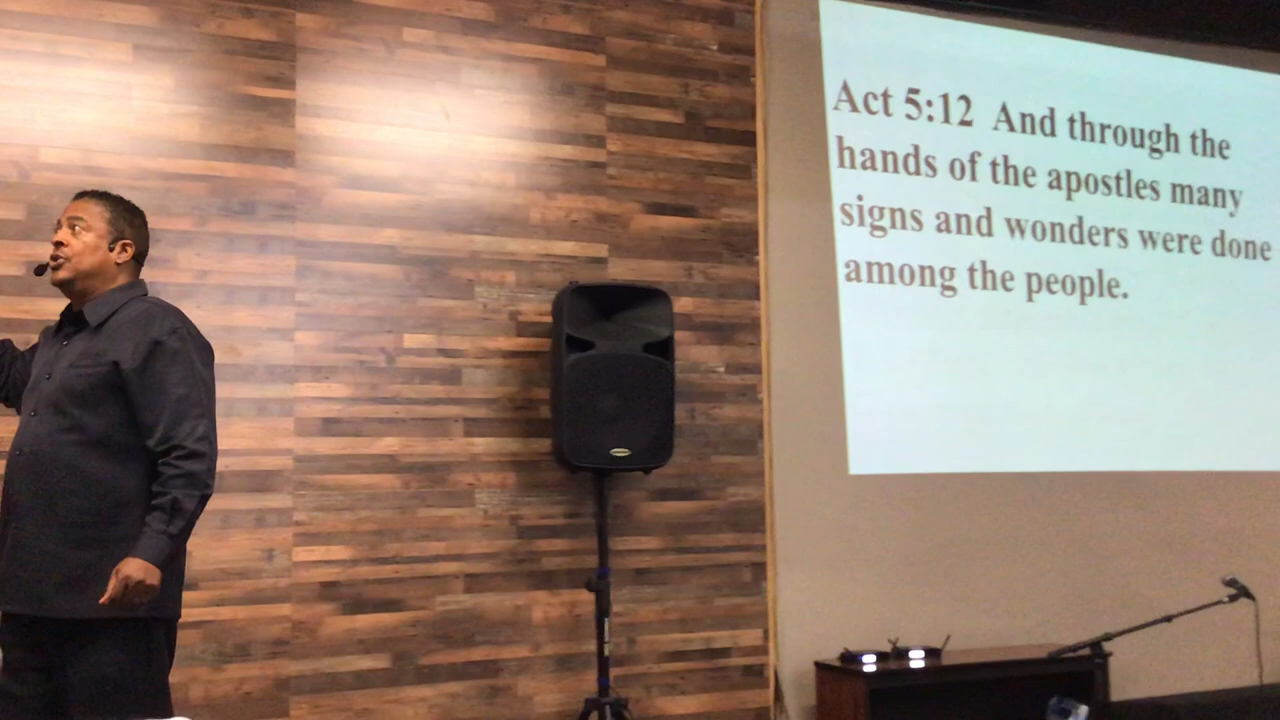 Act 5:12 And through the
hands of the apostles many
signs and wonders were done
among the people.